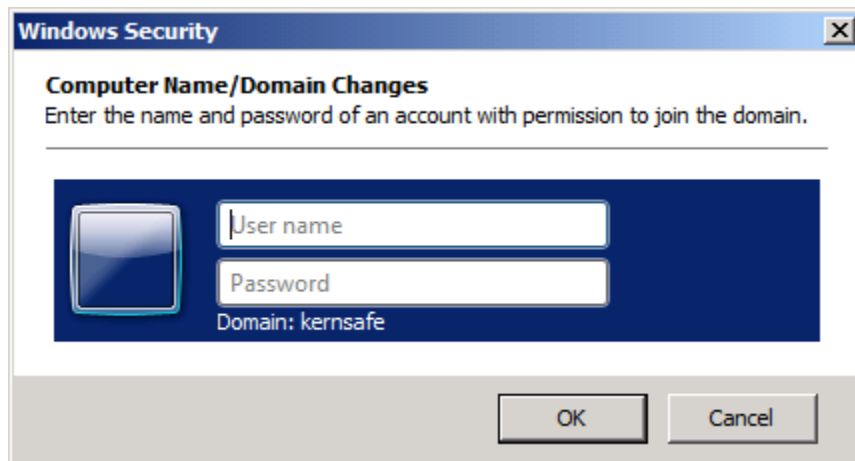 Windows Security
Computer Name/Domain Changes
Enter the name and password of an account with permission to join the domain.
User name
Password
Domain: kernsafe
OK
Cancel